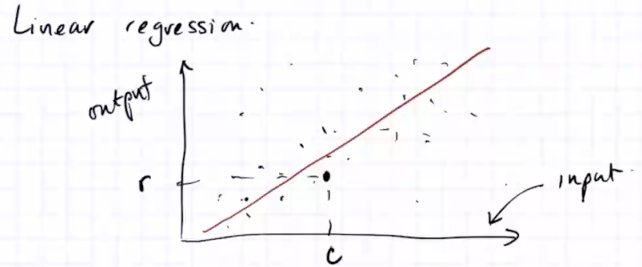 Linear regression.
output
r
input.
c